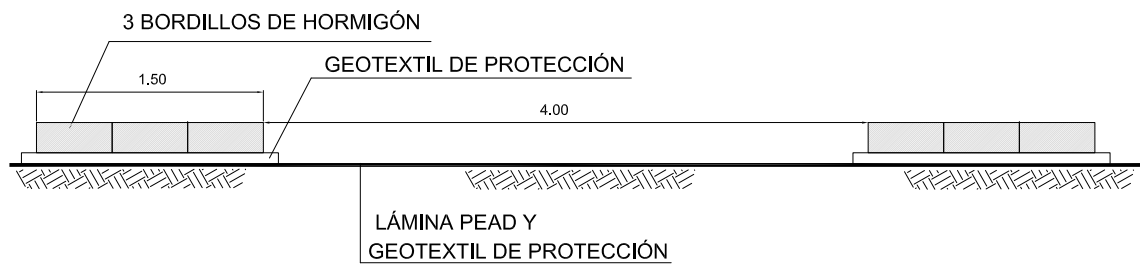 3 BORDILLOS DE HORMIGÓN
GEOTEXTIL DE PROTECCIÓN
1.50
4.00
LÁMINA PEAD Y
GEOTEXTIL DE PROTECCIÓN